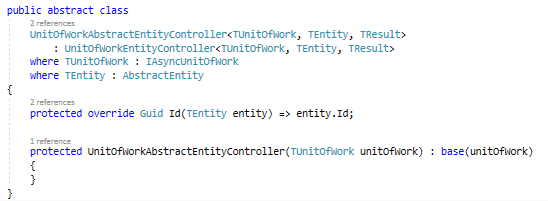 public abstract class
2 references
UnitOfWorkAbstractEntityController<TUnitOfWork, TEntity, TResult>
: UnitOfWorkEntityController<TUnitOfWork, TEntity, TResult>
where TUnitOfWork : IAsyncUnitOfWork
where TEntity : AbstractEntity
{
2 references
protected override Guid Id(TEntity entity) => entity.Id;
1 reference
protected UnitOfWorkAbstractEntityController(TUnitOfWork unitOfWork) : base(unitOfWork)
{
}
}